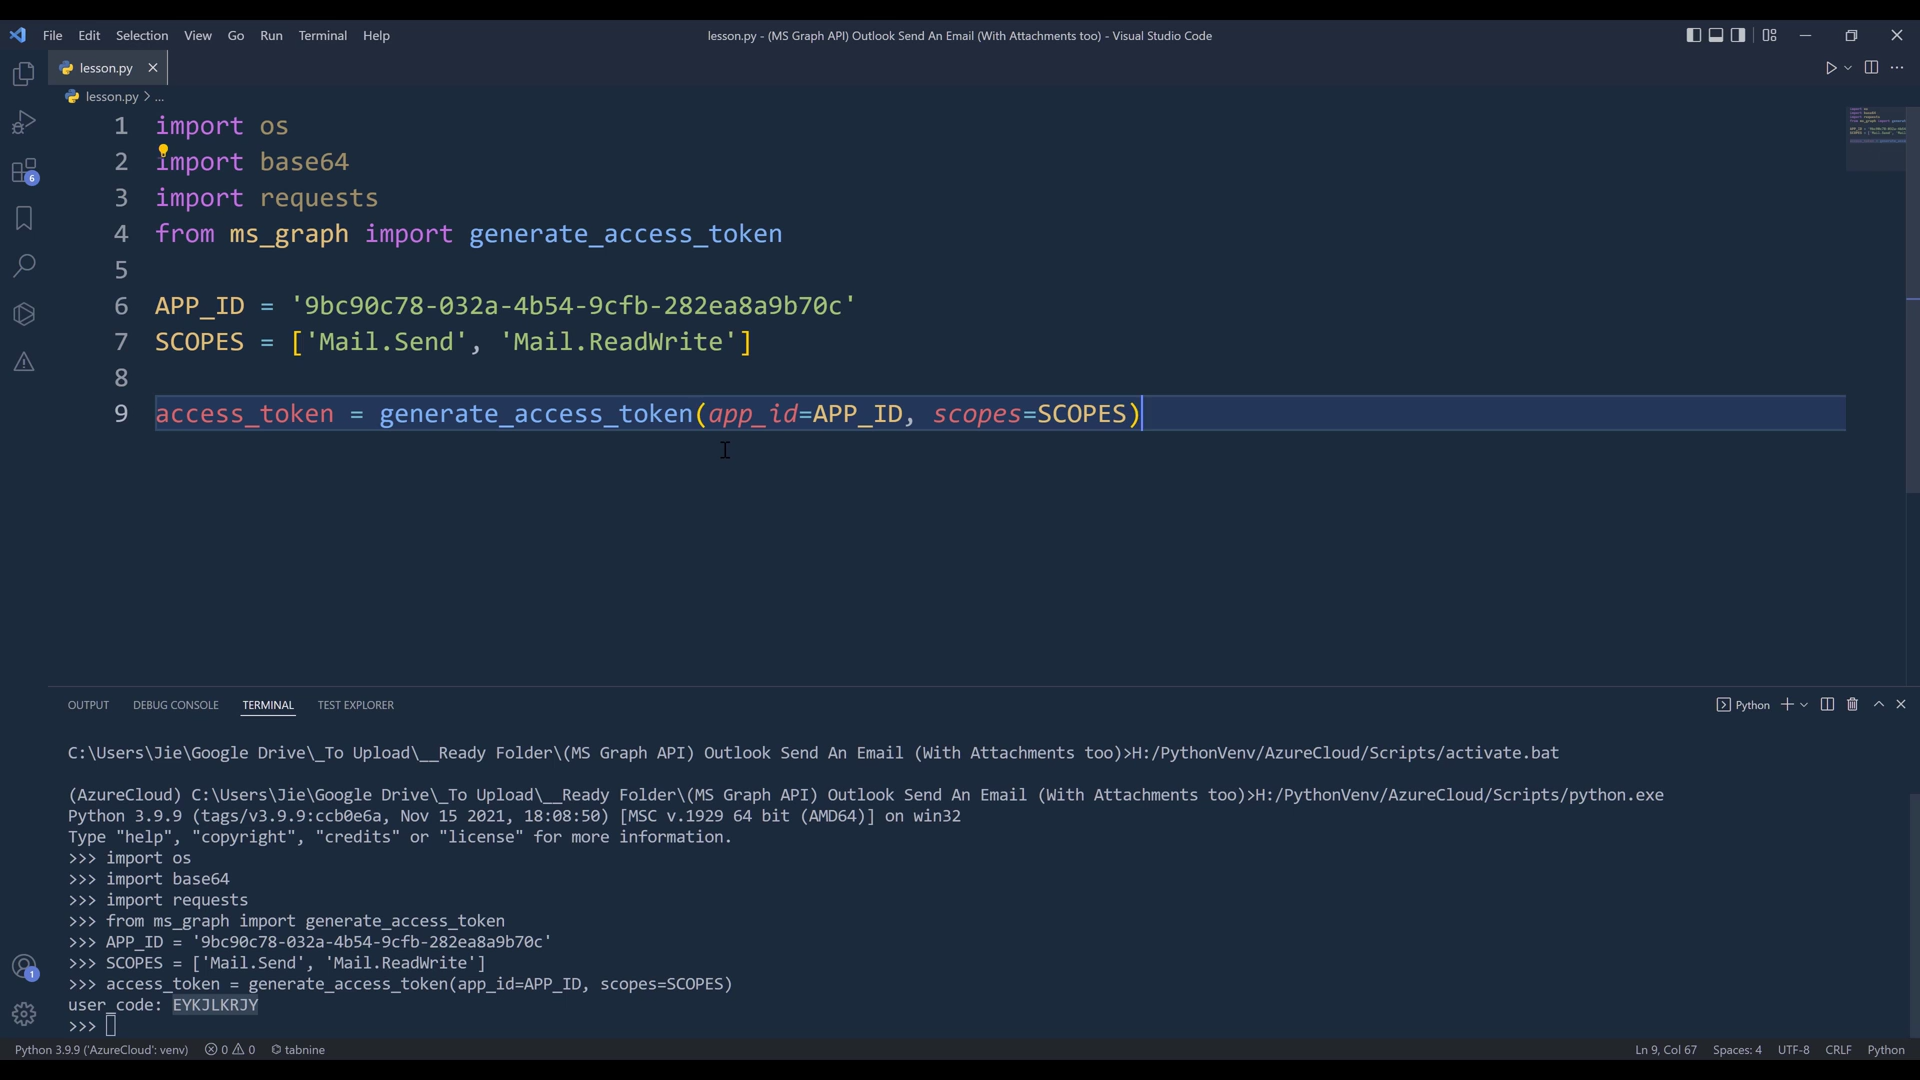 File Edit Selection View Go Run Terminal Help
lesson.py - (MS Graph API) Outlook Send An Email (With Attachments too) - Visual Studio Code
lesson.py
lesson.py > ...
1 import os
2 import base64
3 import requests
4 from ms_graph import generate_access_token
5
6 APP_ID = '9bc90c78-032a-4b54-9cfb-282ea8a9b70c'
7 SCOPES = ['Mail.Send', 'Mail.ReadWrite']
8
9 access_token = generate_access_token(app_id=APP_ID, scopes=SCOPES)
6
OUTPUT DEBUG CONSOLE TERMINAL TEST EXPLORER
Python
C:\Users\Jie\Google Drive\_To Upload\__Ready Folder\(MS Graph API) Outlook Send An Email (With Attachments too)>H:/PythonVenv/AzureCloud/Scripts/activate.bat
(AzureCloud) C:\Users\Jie\Google Drive\_To Upload\__Ready Folder\(MS Graph API) Outlook Send An Email (With Attachments too)>H:/PythonVenv/AzureCloud/Scripts/python.exe
Python 3.9.9 (tags/v3.9.9:ccb0e6a, Nov 15 2021, 18:08:50) [MSC v.1929 64 bit (AMD64)] on win32
Type "help", "copyright", "credits" or "license" for more information.
>>> import os
>>> import base64
>>> import requests
>>> from ms_graph import generate_access_token
>>> APP_ID = '9bc90c78-032a-4b54-9cfb-282ea8a9b70c'
>>> SCOPES = ['Mail.Send', 'Mail.ReadWrite']
>>> access_token = generate_access_token(app_id=APP_ID, scopes=SCOPES)
user_code: EYKJLKRJY
>>>
1
Python 3.9.9 ('AzureCloud': venv) 0 0 tabnine
Ln 9, Col 67 Spaces: 4 UTF-8 CRLF Python